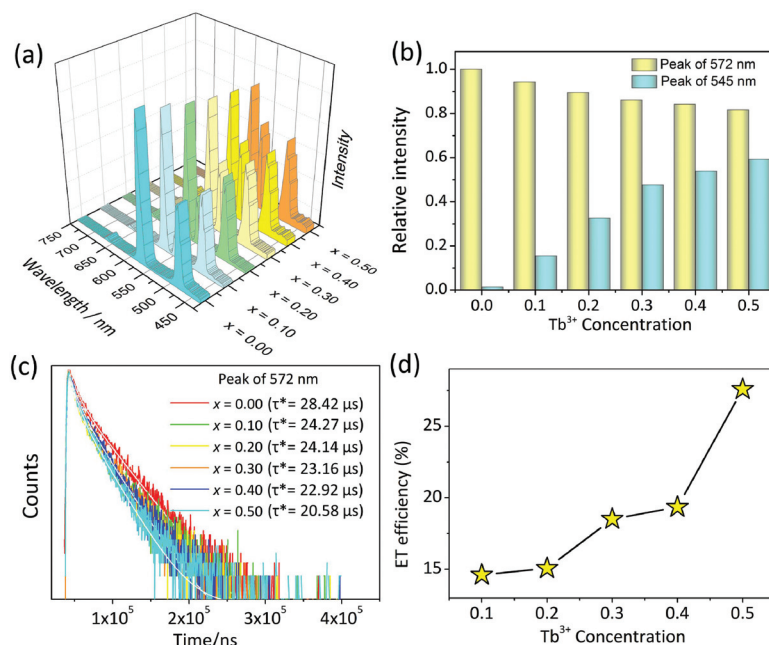 (a)
Intensity
750
700
650
600
550
500
450
Wavelength / nm
x = 0.50
x = 0.40
x = 0.30
x = 0.20
x = 0.10
x = 0.00
(b)
Peak of 572 nm
Peak of 545 nm
1.0
0.8
0.6
0.4
0.2
0.0
Relative intensity
0.0 0.1 0.2 0.3 0.4 0.5
Tb³⁺ Concentration
(c)
Peak of 572 nm
x = 0.00 (τ*= 28.42 μs)
x = 0.10 (τ*= 24.27 μs)
x = 0.20 (τ*= 24.14 μs)
x = 0.30 (τ*= 23.16 μs)
x = 0.40 (τ*= 22.92 μs)
x = 0.50 (τ*= 20.58 μs)
Counts
1x10⁵ 2x10⁵ 3x10⁵ 4x10⁵
Time/ns
(d)
25
20
15
ET efficiency (%)
0.1 0.2 0.3 0.4 0.5
Tb³⁺ Concentration